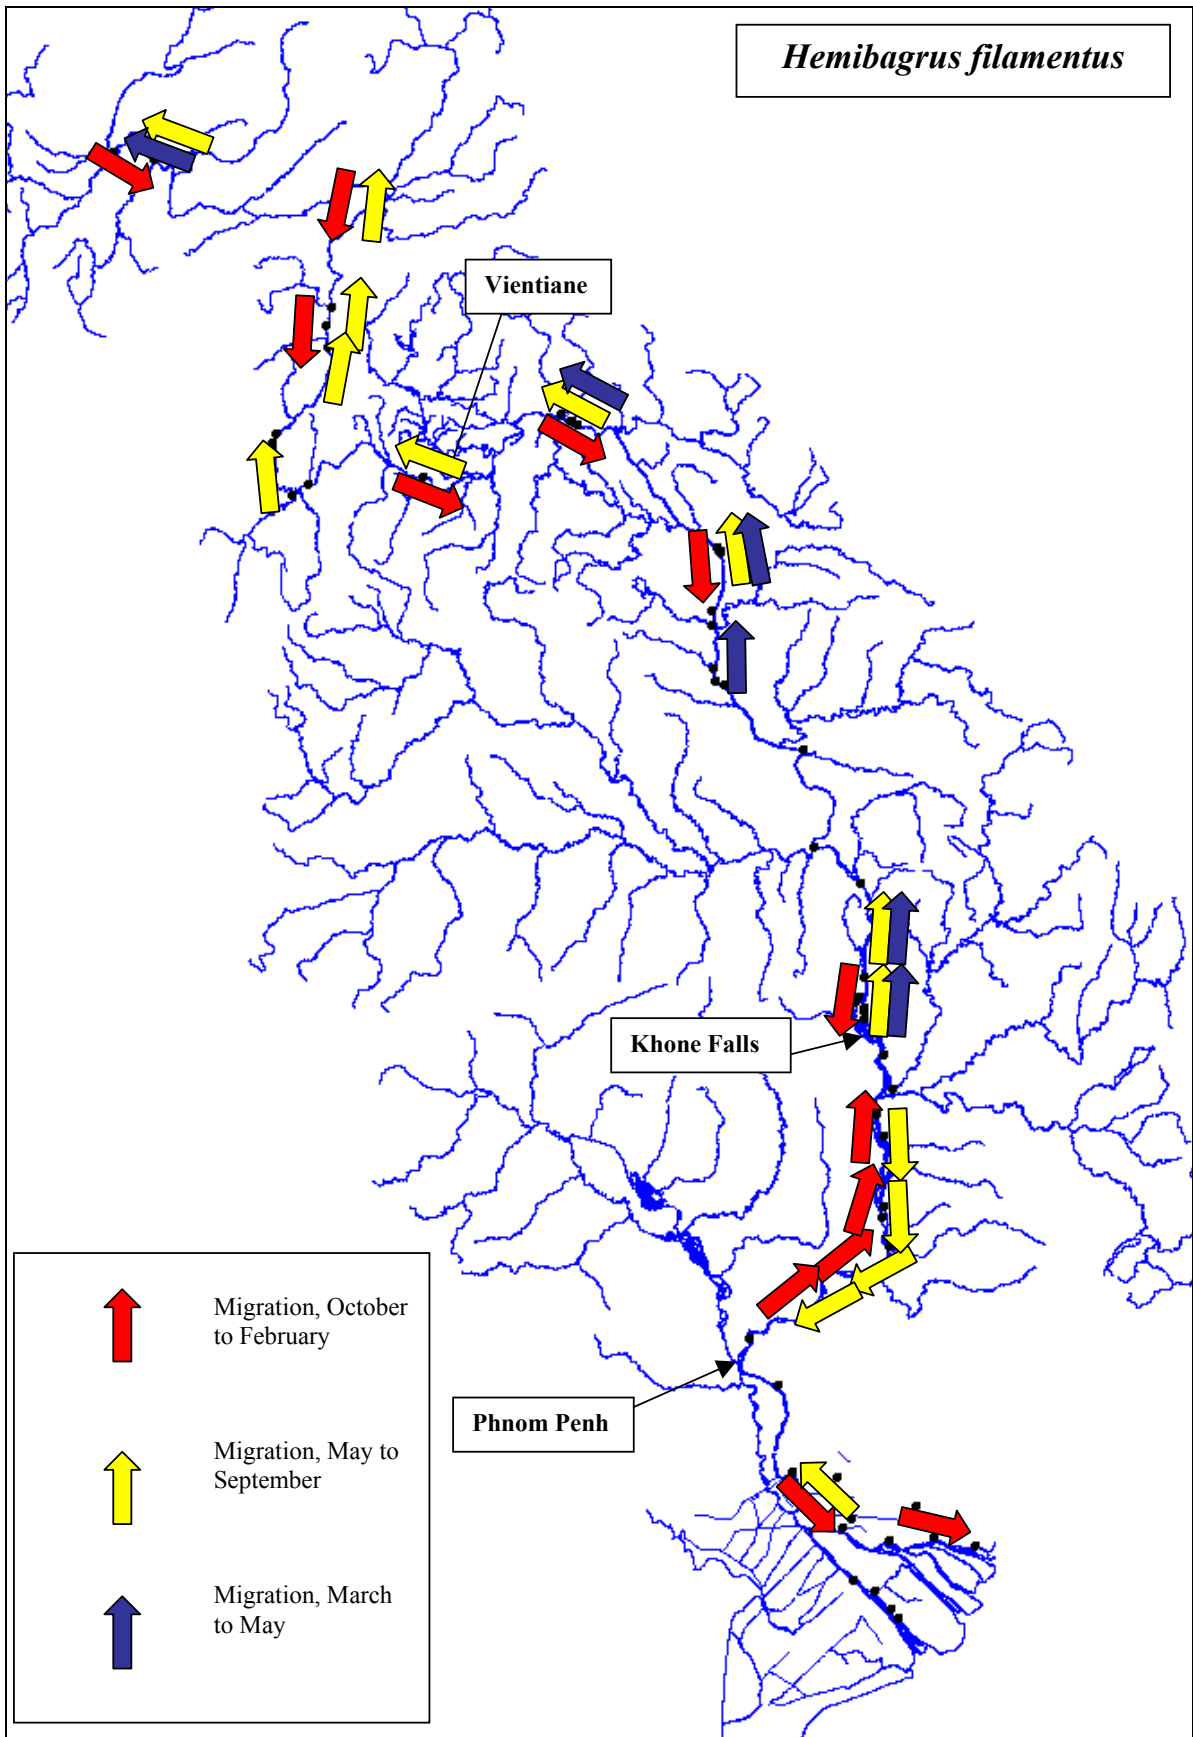 Hemibagrus filamentus
Vientiane
Khone Falls
Phnom Penh
Migration, October
to February
Migration, May to
September
Migration, March
to May